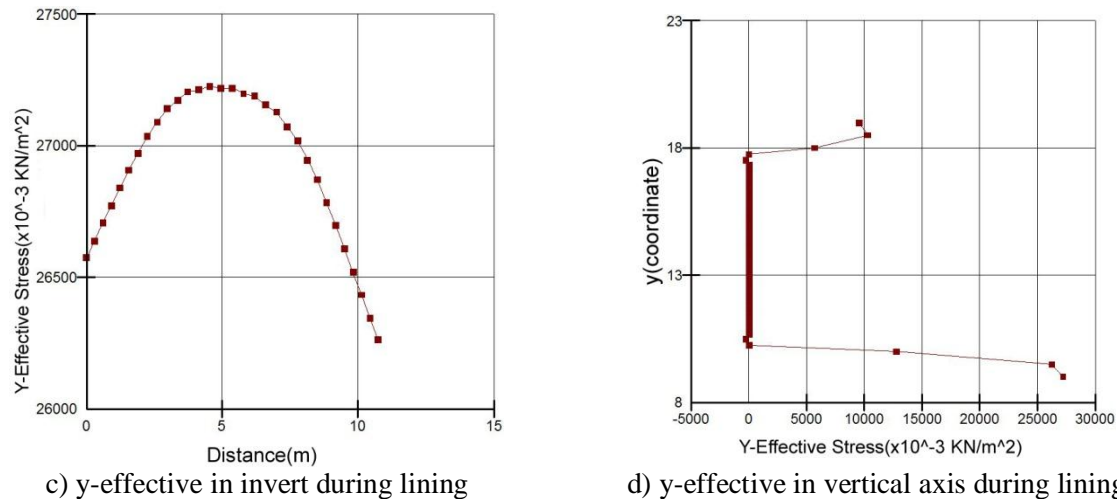 27500
27000
26500
26000
Y-Effective Stress(x10^-3 KN/m^2)
0 5 10 15
Distance(m)
c) y-effective in invert during lining
23
18
13
8
y(coordinate)
-5000 0 5000 10000 15000 20000 25000 30000
Y-Effective Stress(x10^-3 KN/m^2)
d) y-effective in vertical axis during lining